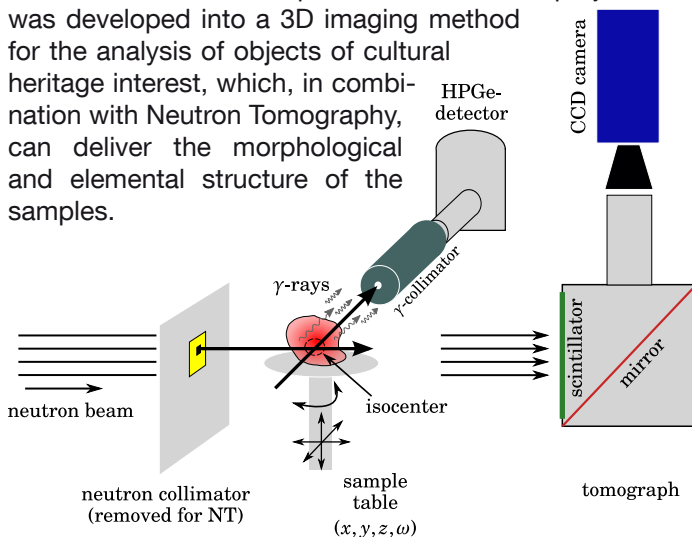 was developed into a 3D imaging method
for the analysis of objects of cultural
heritage interest, which, in combi-
nation with Neutron Tomography,
can deliver the morphological
and elemental structure of the
samples.
HPGe-
detector
CCD camera
γ-rays
γ-collimator
scintillator
mirror
neutron beam
isocenter
neutron collimator
(removed for NT)
sample
table
(x, y, z, ω)
tomograph